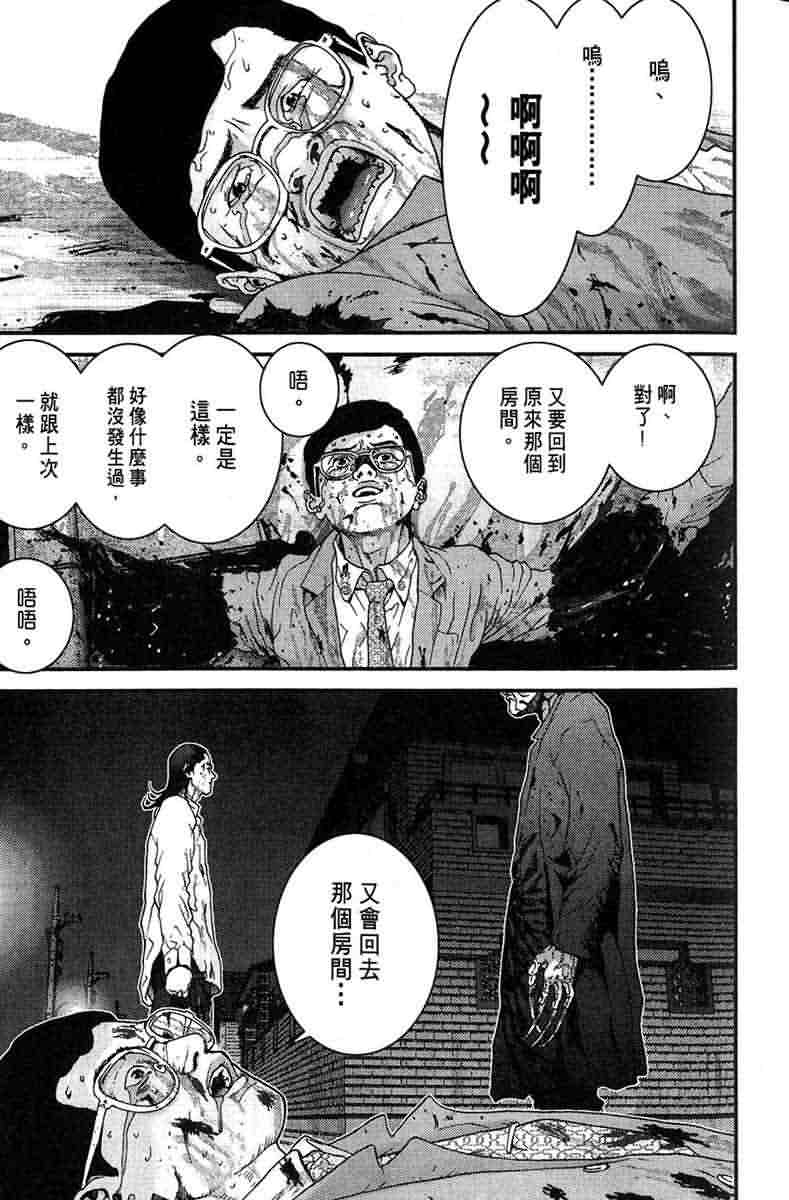 嗚、
嗚……………
啊啊啊~~
啊、
對了!
又要回到
原來那個
房間。
唔。
一定是
這樣。
好像什麼事
都沒發生過，
就跟上次
一樣。
唔唔。
又會回去
那個房間…